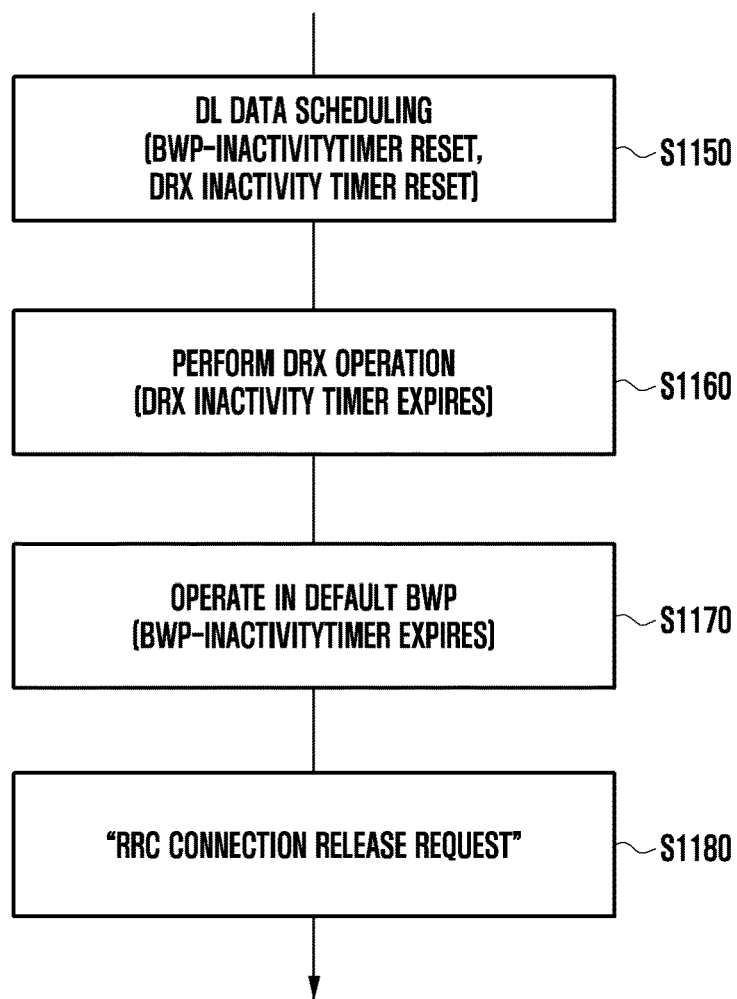 DL DATA SCHEDULING
(BWP-INACTIVITYTIMER RESET,
DRX INACTIVITY TIMER RESET)
S1150
PERFORM DRX OPERATION
(DRX INACTIVITY TIMER EXPIRES)
S1160
OPERATE IN DEFAULT BWP
(BWP-INACTIVITYTIMER EXPIRES)
S1170
“RRC CONNECTION RELEASE REQUEST”
S1180